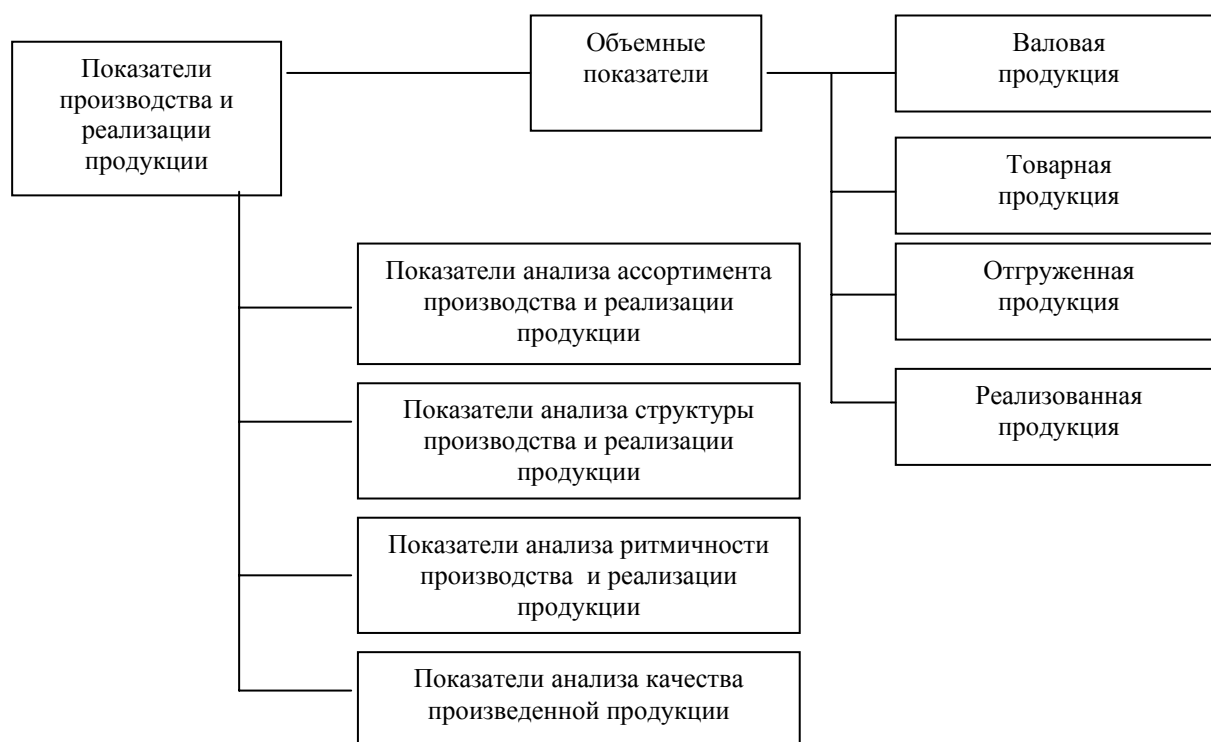 Показатели
производства и
реализации
продукции
Объемные
показатели
Валовая
продукция
Товарная
продукция
Отгруженная
продукция
Реализованная
продукция
Показатели анализа ассортимента
производства и реализации
продукции
Показатели анализа структуры
производства и реализации
продукции
Показатели анализа ритмичности
производства  и реализации
продукции
Показатели анализа качества
произведенной продукции